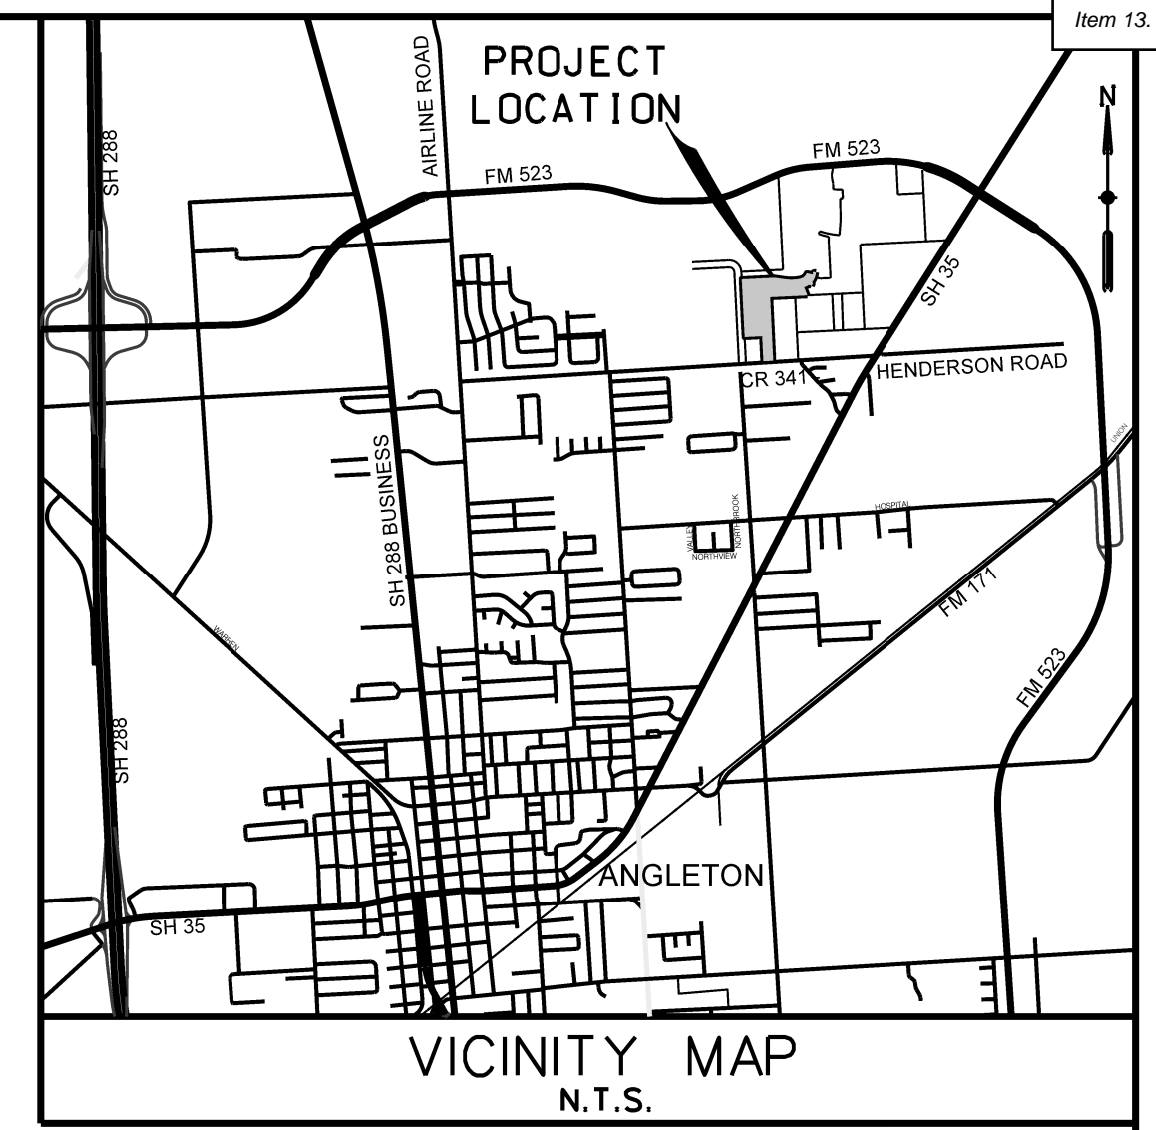 Item 13.
PROJECT
LOCATION
N
AIRLINE ROAD
SH 288
FM 523
FM 523
SH 35
CR 341
HENDERSON ROAD
UNION
SH 288 BUSINESS
HOSPITAL
VALLEY
NORTHBROOK
NORTHVIEW
FM 171
WARREN
FM 523
SH 288
ANGLETON
SH 35
VICINITY MAP
N.T.S.